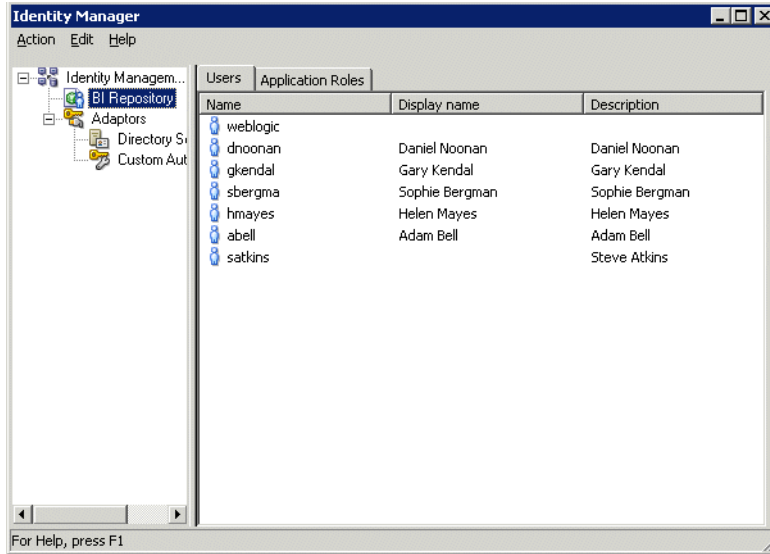 Identity Manager
Action Edit Help
Identity Managem...
BI Repository
Adaptors
Directory S
Custom Aut
Users Application Roles
Name Display name Description
weblogic
dnoonan Daniel Noonan Daniel Noonan
gkendal Gary Kendal Gary Kendal
sbergma Sophie Bergman Sophie Bergman
hmayes Helen Mayes Helen Mayes
abell Adam Bell Adam Bell
satkins Steve Atkins
For Help, press F1